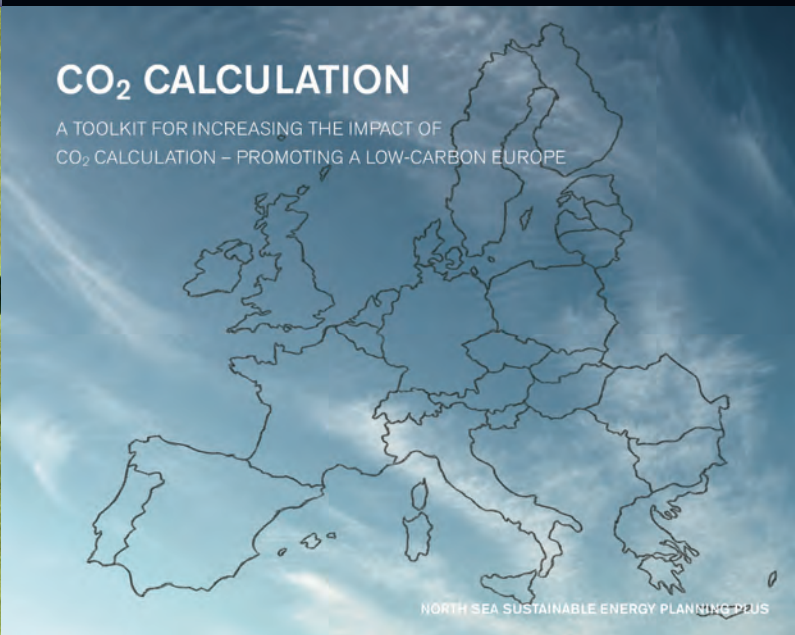 CO₂ CALCULATION
A TOOLKIT FOR INCREASING THE IMPACT OF
CO₂ CALCULATION – PROMOTING A LOW-CARBON EUROPE
NORTH SEA SUSTAINABLE ENERGY PLANNING PLUS